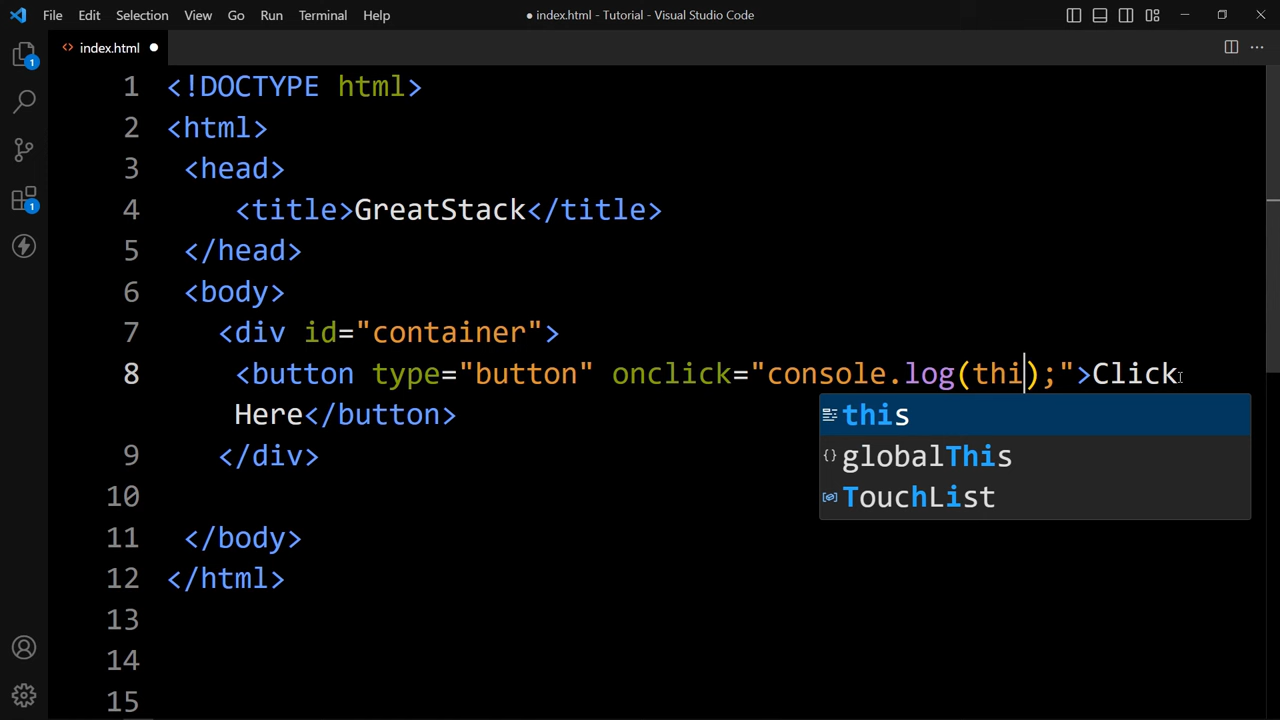 File Edit Selection View Go Run Terminal Help ● index.html - Tutorial - Visual Studio Code
<> index.html ●
1 <!DOCTYPE html>
2 <html>
3 <head>
4 <title>GreatStack</title>
5 </head>
6 <body>
7 <div id="container">
8 <button type="button" onclick="console.log(thi);">Click
Here</button>
this
9 </div>
globalThis
10
TouchList
11 </body>
12 </html>
13
14
15
1
1